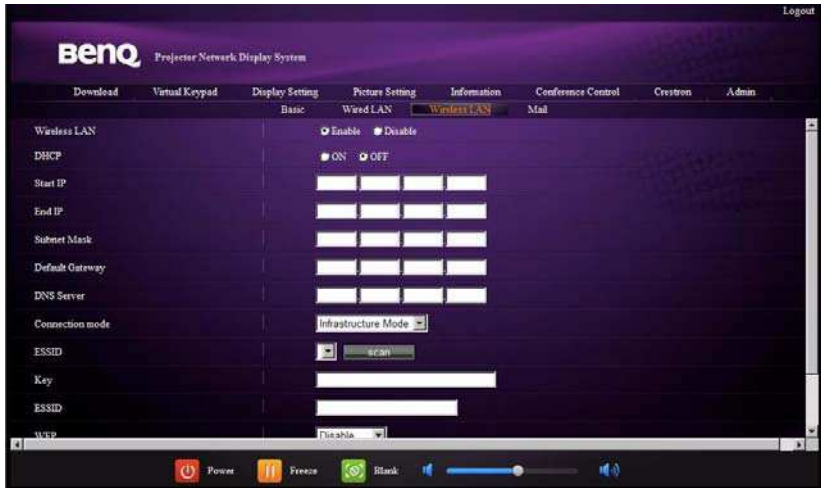 Logout
BenQ Projector Network Display System
Download Virtual Keypad Display Setting Picture Setting Information Conference Control Crestron Admin
Basic Wired LAN Wireless LAN Mail
Wireless LAN Enable Disable
DHCP ON OFF
Start IP
End IP
Subnet Mask
Default Gateway
DNS Server
Connection mode Infrastructure Mode
ESSID scan
Key
ESSID
WEP Disable
Power Freeze Blank